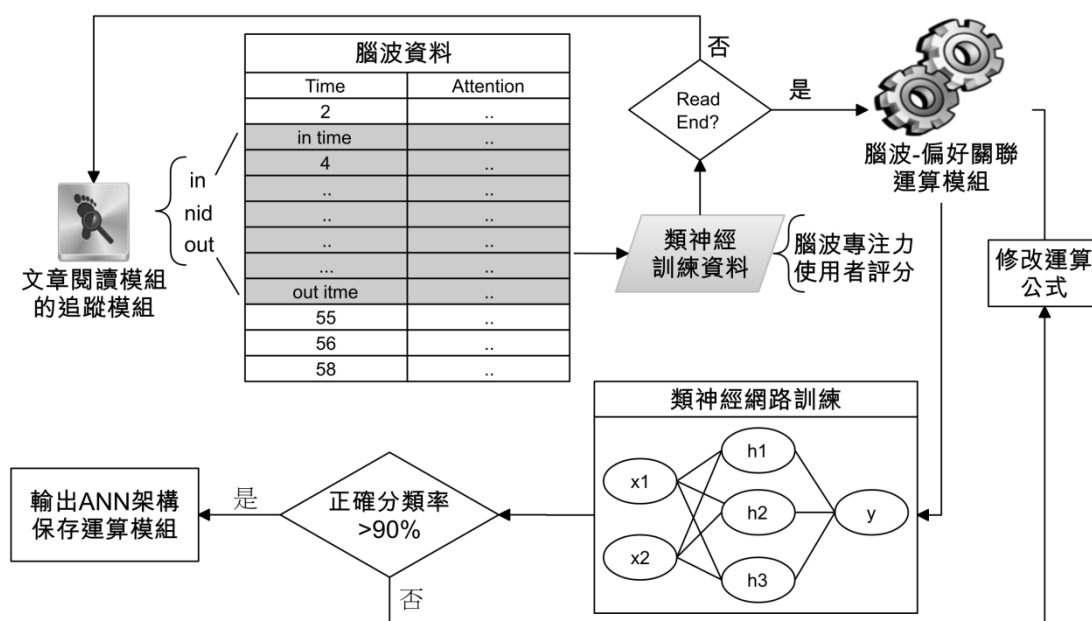 否
腦波資料
Time Attention
2 ..
in time ..
4 ..
.. ..
.. ..
.. ..
... ..
out itme ..
55 ..
56 ..
58 ..
in
nid
out
文章閱讀模組
的追蹤模組
Read
End?
是
腦波-偏好關聯
運算模組
類神經
訓練資料
腦波專注力
使用者評分
修改運算
公式
類神經網路訓練
x1
x2
h1
h2
h3
y
正確分類率
>90%
是
否
輸出ANN架構
保存運算模組